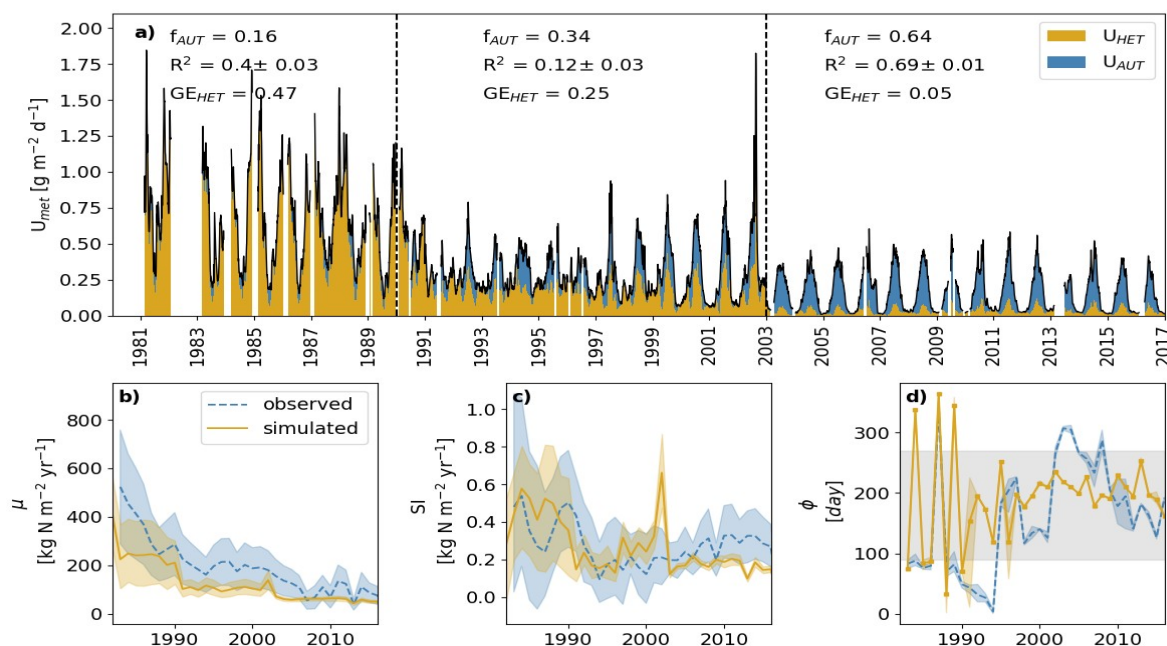 a)
f_AUT = 0.16
R² = 0.4± 0.03
GE_HET = 0.47
f_AUT = 0.34
R² = 0.12± 0.03
GE_HET = 0.25
f_AUT = 0.64
R² = 0.69± 0.01
GE_HET = 0.05
U_HET
U_AUT
U_met [g m⁻² d⁻¹]
2.00
1.75
1.50
1.25
1.00
0.75
0.50
0.25
0.00
1981
1983
1985
1987
1989
1991
1993
1995
1997
1999
2001
2003
2005
2007
2009
2011
2013
2015
2017
b)
observed
simulated
μ
[kg N m⁻² yr⁻¹]
800
600
400
200
0
1990
2000
2010
c)
SI
[kg N m⁻² yr⁻¹]
1.0
0.8
0.6
0.4
0.2
0.0
1990
2000
2010
d)
ϕ
[day]
300
200
100
0
1990
2000
2010